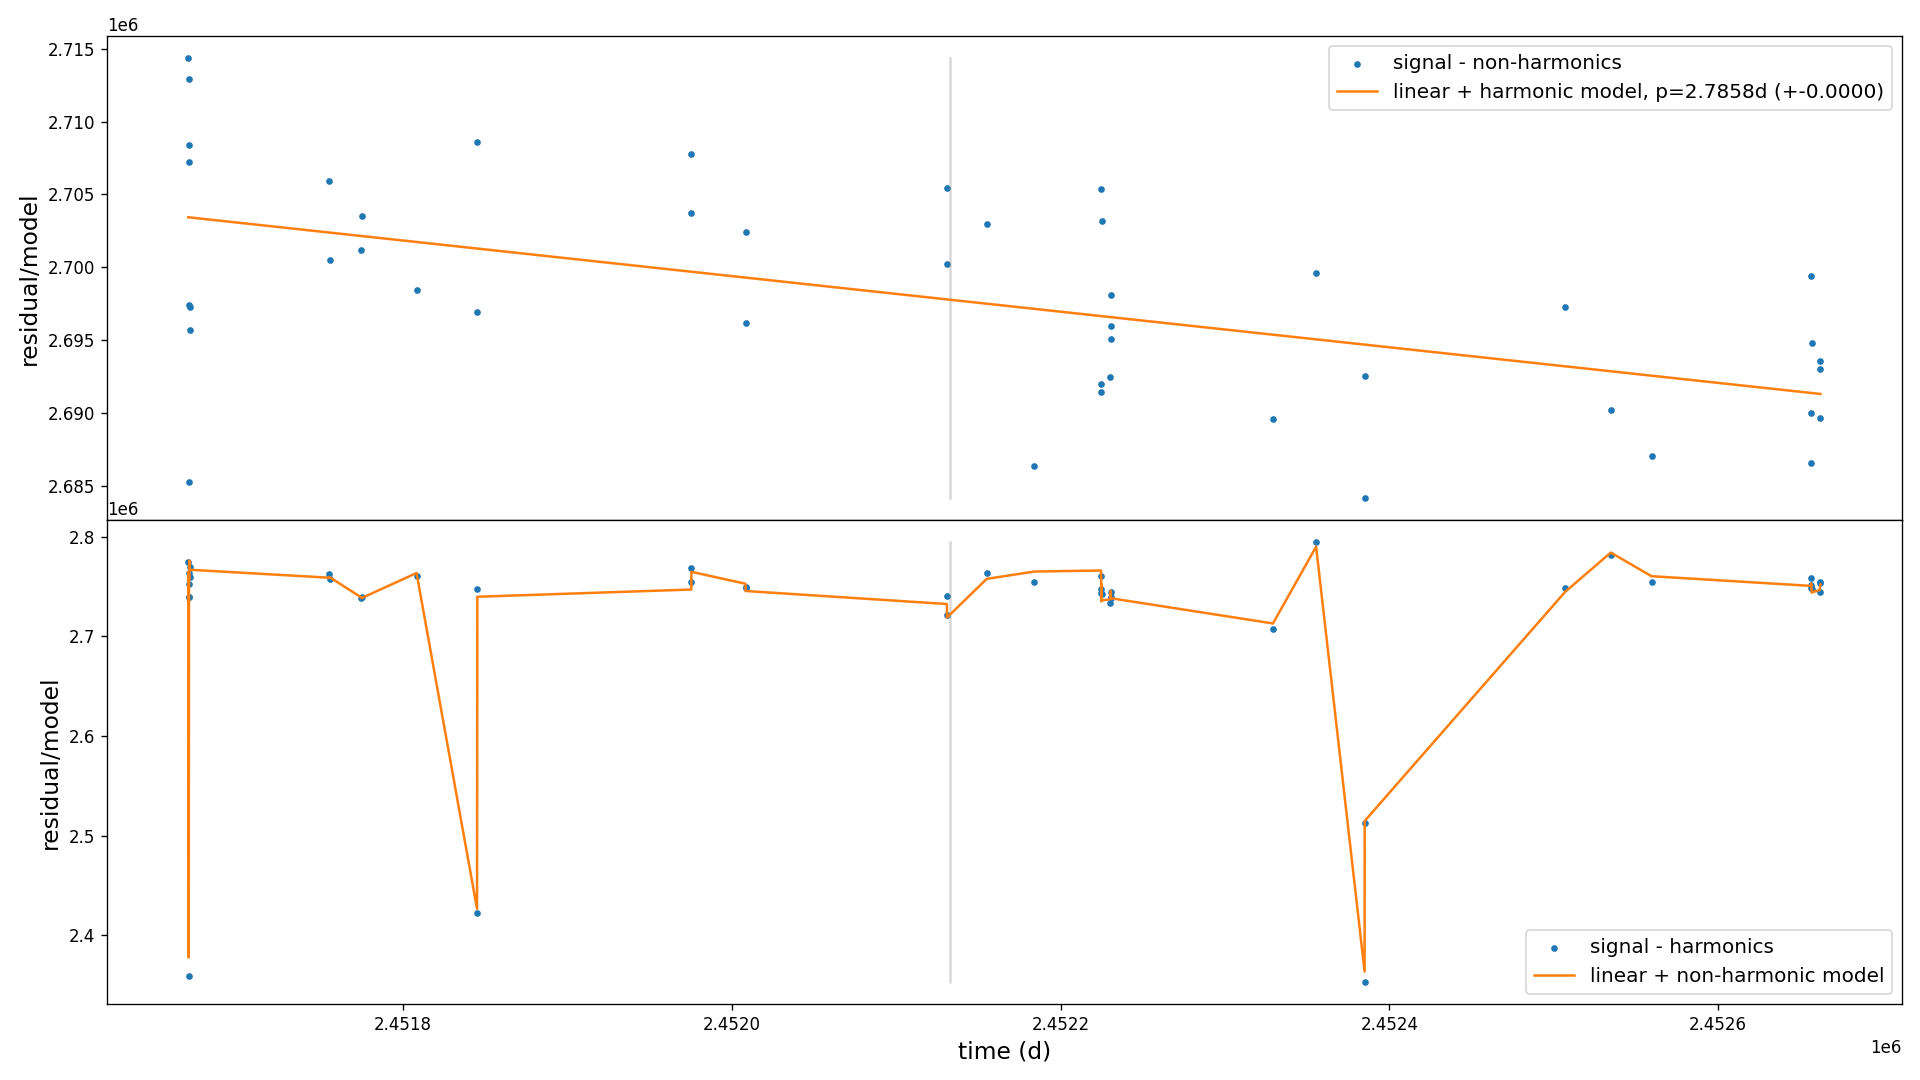 1e6
2.715
2.710
2.705
2.700
2.695
2.690
2.685
residual/model
signal - non-harmonics
linear + harmonic model, p=2.7858d (+-0.0000)
1e6
2.8
2.7
2.6
2.5
2.4
residual/model
signal - harmonics
linear + non-harmonic model
2.4518
2.4520
2.4522
2.4524
2.4526
time (d)
1e6